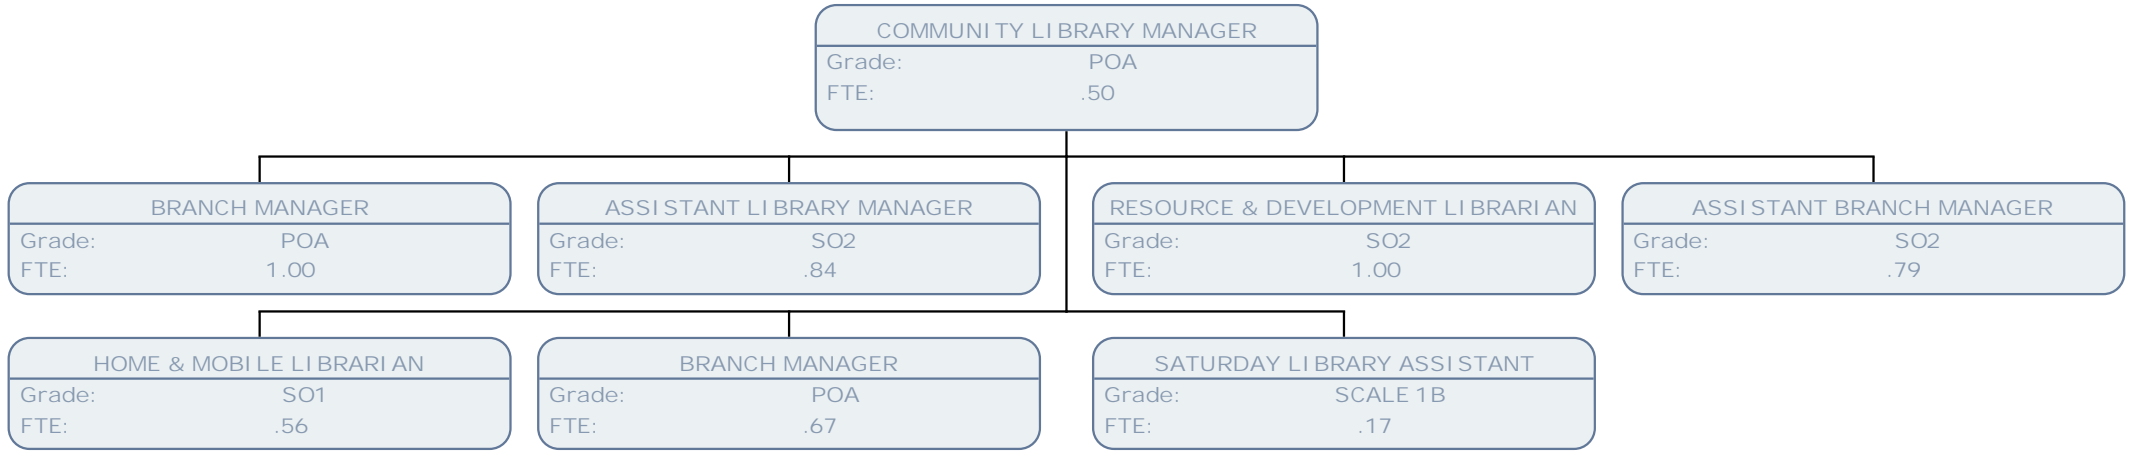 COMMUNITY LIBRARY MANAGER
Grade: POA
FTE: .50
BRANCH MANAGER
Grade: POA
FTE: 1.00
ASSISTANT LIBRARY MANAGER
Grade: SO2
FTE: .84
RESOURCE & DEVELOPMENT LIBRARIAN
Grade: SO2
FTE: 1.00
ASSISTANT BRANCH MANAGER
Grade: SO2
FTE: .79
HOME & MOBILE LIBRARIAN
Grade: SO1
FTE: .56
BRANCH MANAGER
Grade: POA
FTE: .67
SATURDAY LIBRARY ASSISTANT
Grade: SCALE 1B
FTE: .17